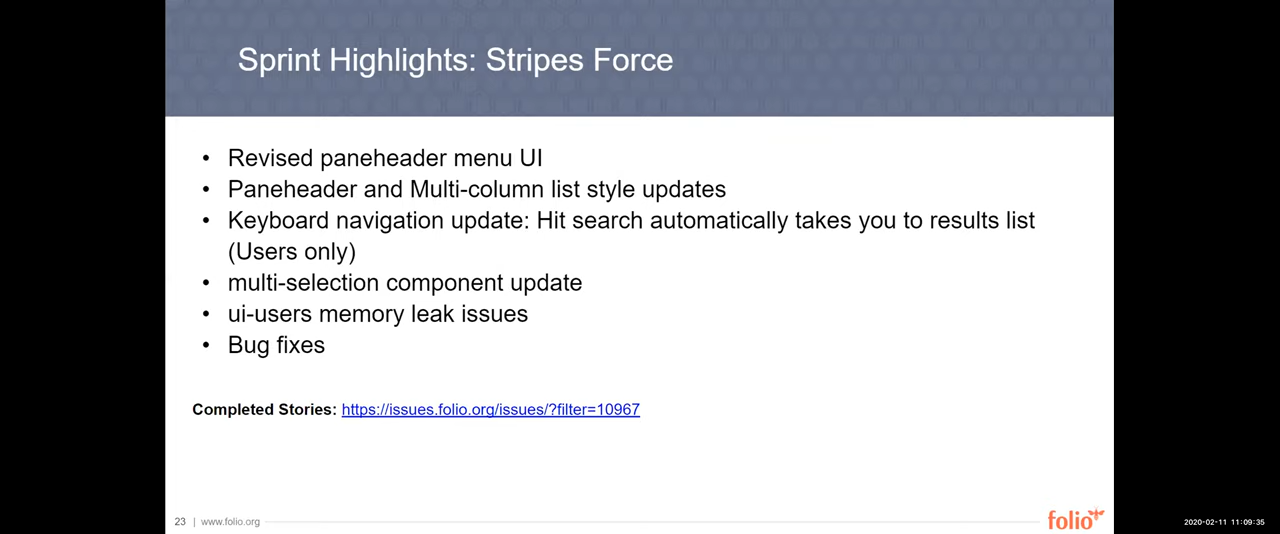 Sprint Highlights: Stripes Force
• Revised paneheader menu UI
• Paneheader and Multi-column list style updates
• Keyboard navigation update: Hit search automatically takes you to results list
(Users only)
• multi-selection component update
• ui-users memory leak issues
• Bug fixes
Completed Stories: https://issues.folio.org/issues/?filter=10967
23 | www.folio.org
folio
2020-02-11 11:09:35